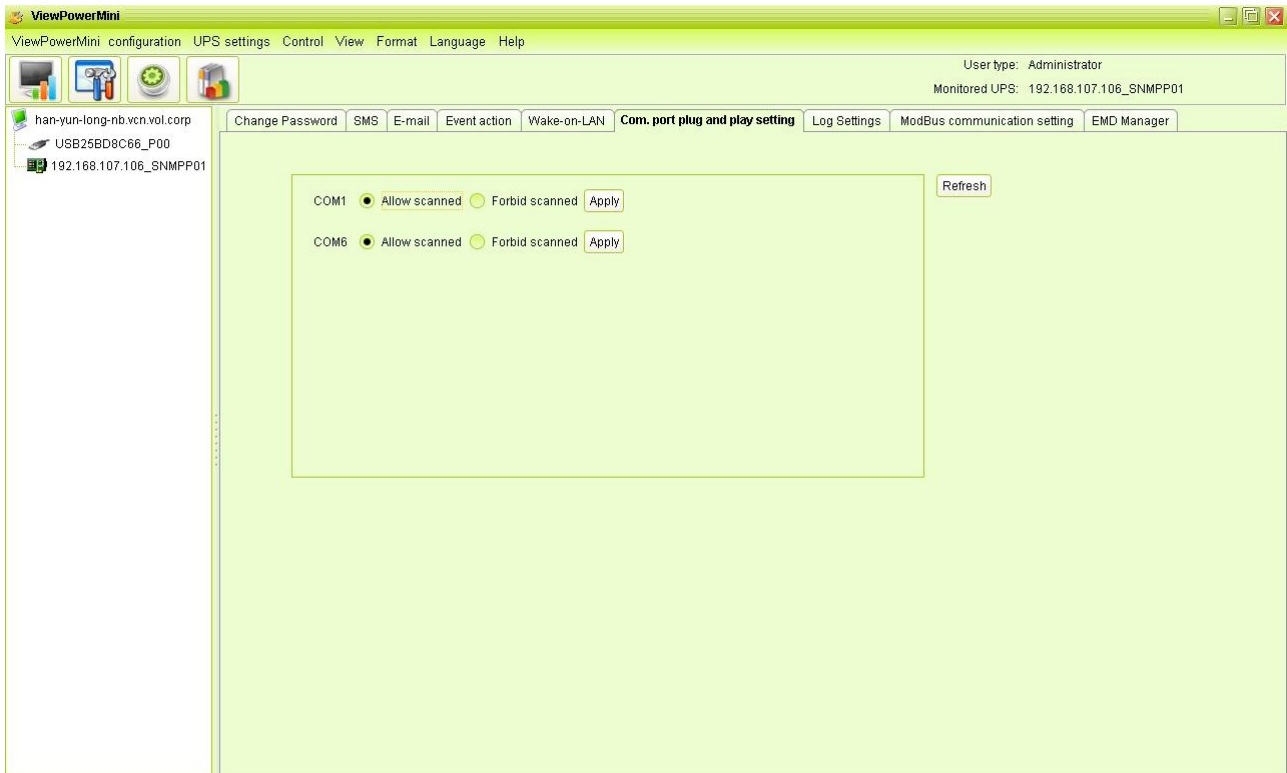 ViewPowerMini
ViewPowerMini configuration UPS settings Control View Format Language Help
User type: Administrator
Monitored UPS: 192.168.107.106_SNMPP01
han-yun-long-nb.vcn.vol.corp
USB25BD8C66_P00
192.168.107.106_SNMPP01
Change Password SMS E-mail Event action Wake-on-LAN Com. port plug and play setting Log Settings ModBus communication setting EMD Manager
COM1 Allow scanned Forbid scanned Apply
COM6 Allow scanned Forbid scanned Apply
Refresh